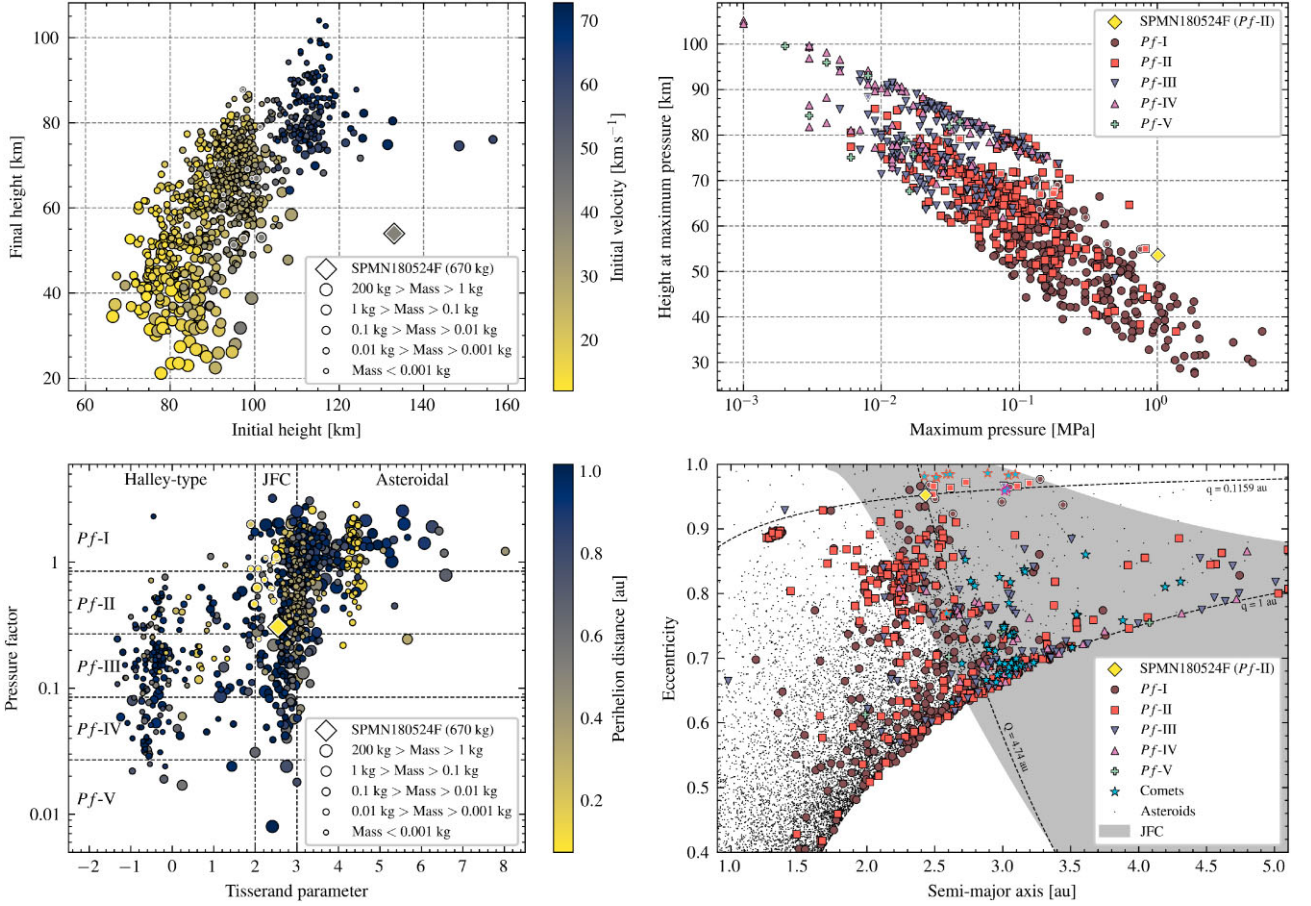 100
80
60
40
20
60
80
100
120
140
160
Final height [km]
Initial height [km]
SPMN180524F (670 kg)
200 kg > Mass > 1 kg
1 kg > Mass > 0.1 kg
0.1 kg > Mass > 0.01 kg
0.01 kg > Mass > 0.001 kg
Mass < 0.001 kg
70
60
50
40
30
20
Initial velocity [km s⁻¹]
100
90
80
70
60
50
40
30
10⁻³
10⁻²
10⁻¹
10⁰
Height at maximum pressure [km]
Maximum pressure [MPa]
SPMN180524F (Pf-II)
Pf-I
Pf-II
Pf-III
Pf-IV
Pf-V
Halley-type
JFC
Asteroidal
Pf-I
Pf-II
Pf-III
Pf-IV
Pf-V
1
0.1
0.01
−2
−1
0
1
2
3
4
5
6
7
8
Pressure factor
Tisserand parameter
SPMN180524F (670 kg)
200 kg > Mass > 1 kg
1 kg > Mass > 0.1 kg
0.1 kg > Mass > 0.01 kg
0.01 kg > Mass > 0.001 kg
Mass < 0.001 kg
1.0
0.8
0.6
0.4
0.2
Perihelion distance [au]
1.0
0.9
0.8
0.7
0.6
0.5
0.4
1.0
1.5
2.0
2.5
3.0
3.5
4.0
4.5
5.0
Eccentricity
Semi-major axis [au]
q = 0.1159 au
q = 1 au
Q = 4.74 au
SPMN180524F (Pf-II)
Pf-I
Pf-II
Pf-III
Pf-IV
Pf-V
Comets
Asteroids
JFC